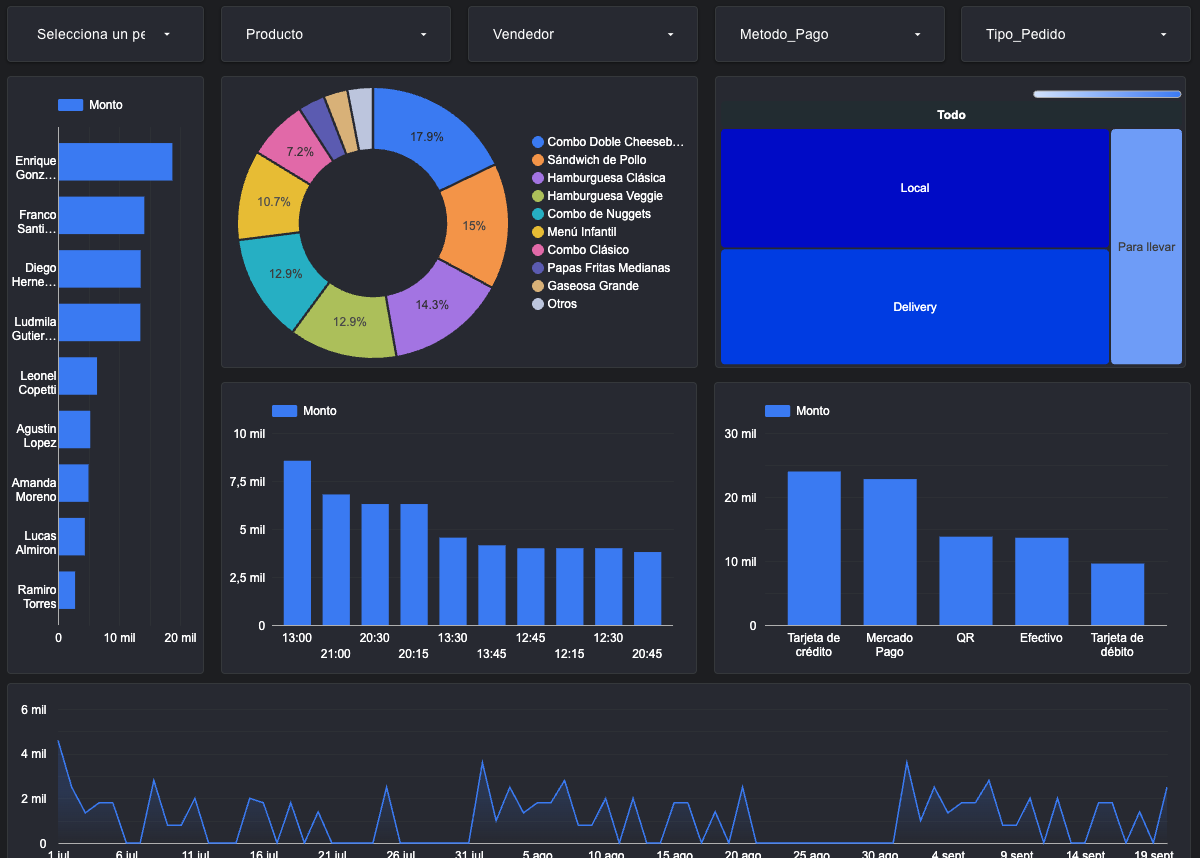 Selecciona un pe
Producto
Vendedor
Metodo_Pago
Tipo_Pedido
Monto
Enrique
Gonz…
Franco
Santi…
Diego
Herne…
Ludmila
Gutier…
Leonel
Copetti
Agustin
Lopez
Amanda
Moreno
Lucas
Almiron
Ramiro
Torres
0
10 mil
20 mil
17.9%
15%
14.3%
12.9%
12.9%
10.7%
7.2%
Combo Doble Cheeseb…
Sándwich de Pollo
Hamburguesa Clásica
Hamburguesa Veggie
Combo de Nuggets
Menú Infantil
Combo Clásico
Papas Fritas Medianas
Gaseosa Grande
Otros
Todo
Local
Delivery
Para llevar
Monto
10 mil
7,5 mil
5 mil
2,5 mil
0
13:00
21:00
20:30
20:15
13:30
13:45
12:45
12:15
12:30
20:45
Monto
30 mil
20 mil
10 mil
0
Tarjeta de
crédito
Mercado
Pago
QR
Efectivo
Tarjeta de
débito
6 mil
4 mil
2 mil
0
1 jul
6 jul
11 jul
16 jul
21 jul
26 jul
31 jul
5 ago
10 ago
15 ago
20 ago
25 ago
30 ago
4 sept
9 sept
14 sept
19 sept